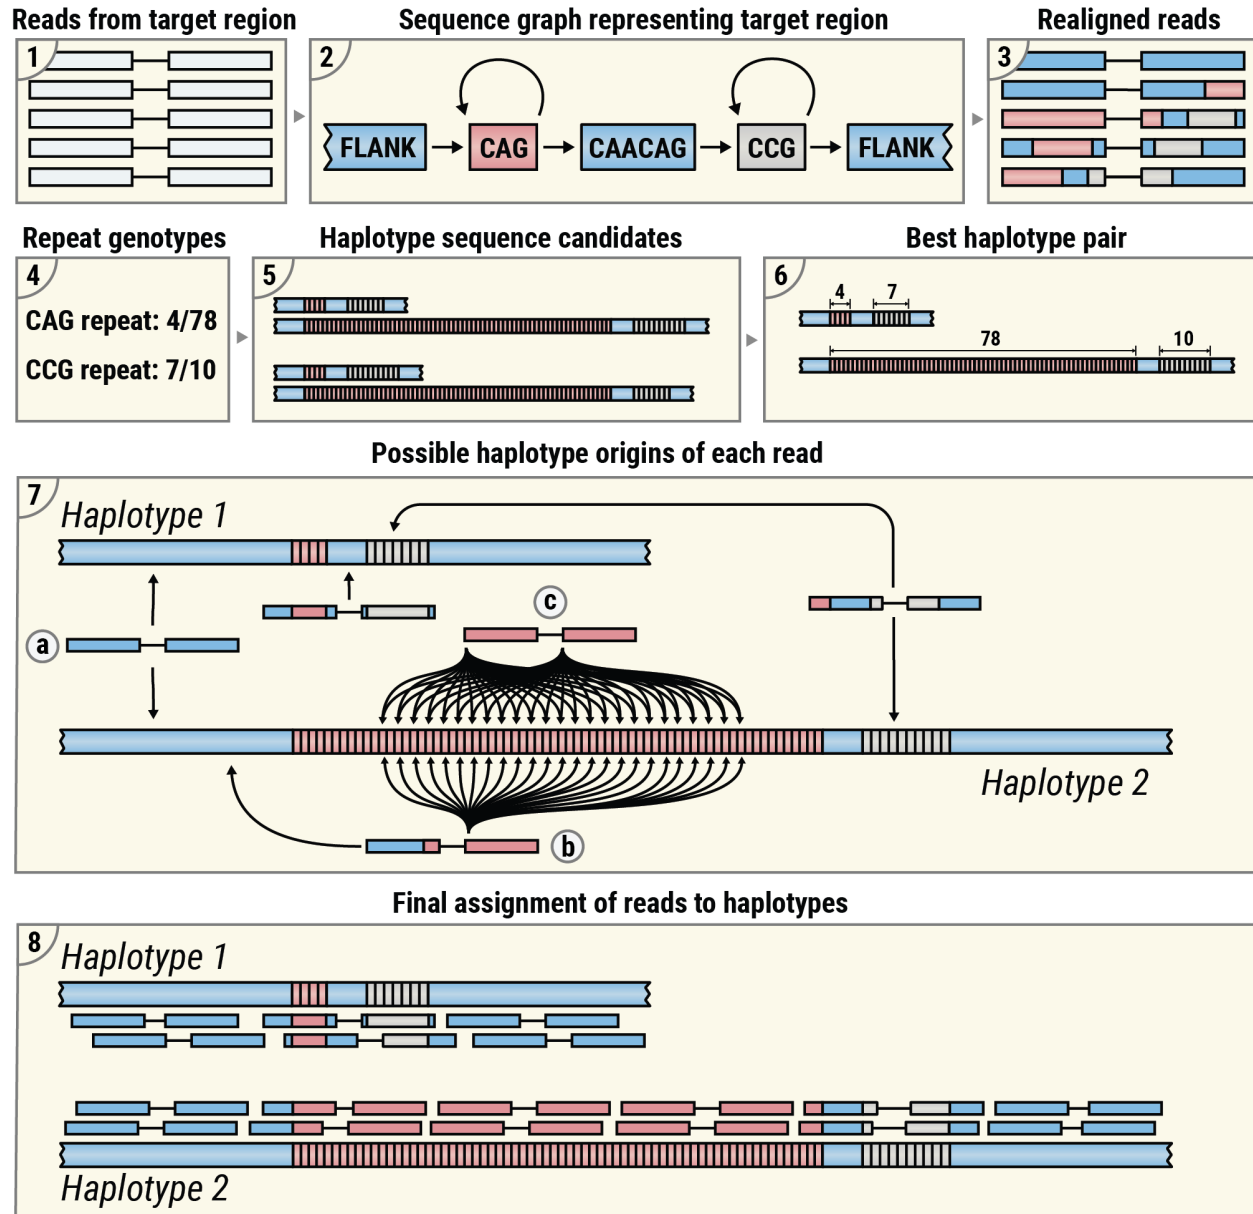 Reads from target region
Sequence graph representing target region
Realigned reads
1
2
FLANK
CAG
CAACAG
CCG
FLANK
3
Repeat genotypes
Haplotype sequence candidates
Best haplotype pair
4
CAG repeat: 4/78
CCG repeat: 7/10
5
6
4
7
78
10
Possible haplotype origins of each read
7
Haplotype 1
c
a
Haplotype 2
b
Final assignment of reads to haplotypes
8
Haplotype 1
Haplotype 2